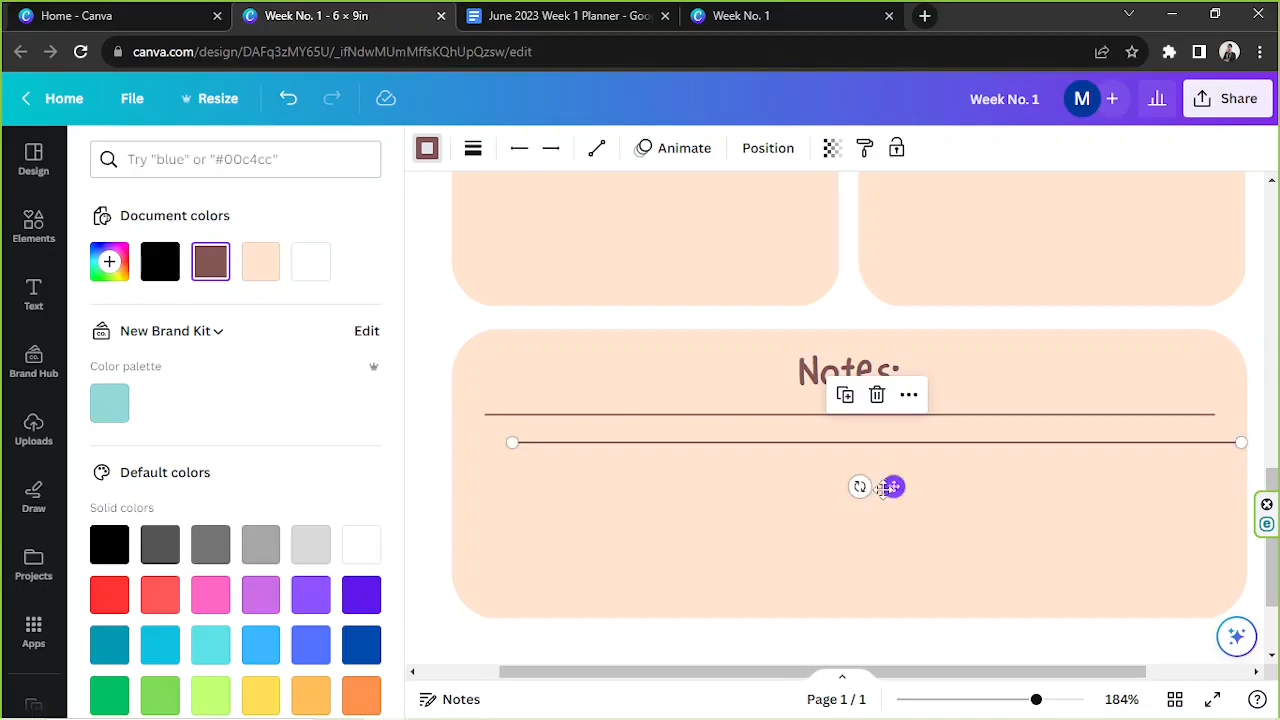 Home - Canva
Week No. 1 - 6 × 9in
June 2023 Week 1 Planner - Goo
Week No. 1
canva.com/design/DAFq3zMY65U/_ifNdwMUmMffsKQhUpQzsw/edit
Home
File
Resize
Week No. 1
M
Share
Design
Elements
Text
Brand Hub
Uploads
Draw
Projects
Apps
Try "blue" or "#00c4cc"
Document colors
New Brand Kit
Edit
Color palette
Default colors
Solid colors
Animate
Position
Notes:
Notes
Page 1 / 1
184%